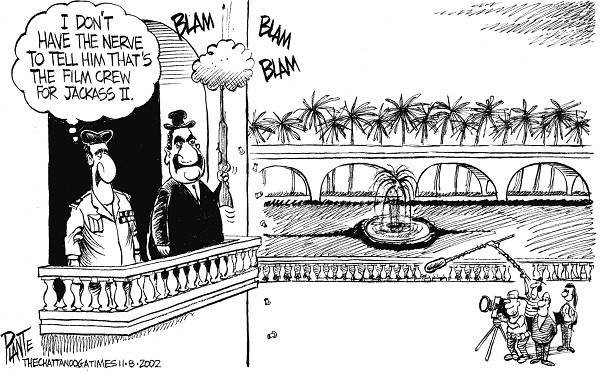 I DON'T
HAVE THE NERVE
TO TELL HIM THAT'S
THE FILM CREW
FOR JACKASS II.
BLAM
BLAM
BLAM
PLANTE
THECHATTANOOGATIMES 11·8·2002